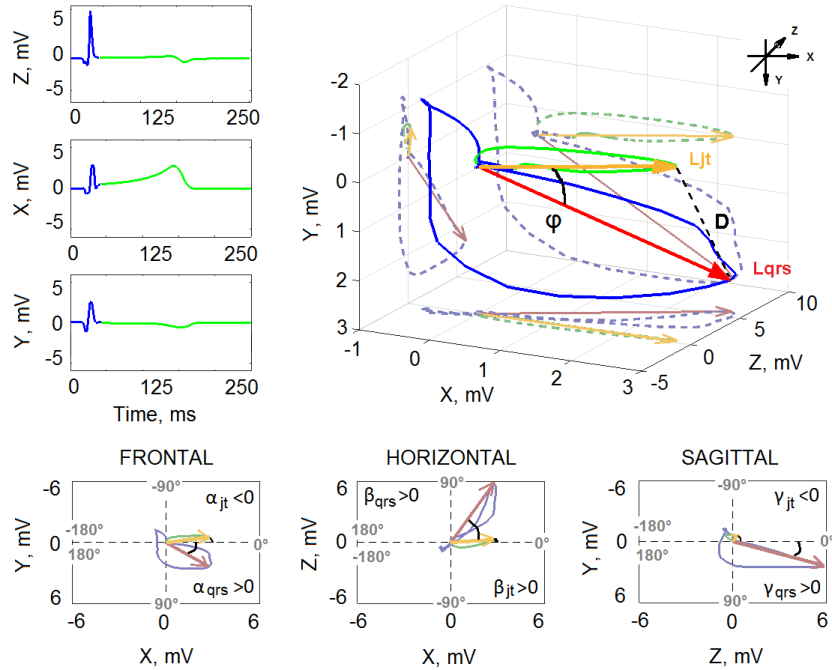 5
0
-5
Z, mV
0
125
250
5
0
-5
X, mV
0
125
250
5
0
-5
Y, mV
0
125
250
Time, ms
-2
-1
0
1
2
3
Y, mV
-1
0
1
2
3
X, mV
-5
0
5
10
Z, mV
Z
X
Y
Ljt
φ
D
Lqrs
FRONTAL
-6
0
6
Y, mV
-90°
αjt <0
-180°
180°
0°
αqrs >0
90°
0
6
X, mV
HORIZONTAL
6
0
-6
Z, mV
90°
βqrs >0
-180°
180°
0°
βjt >0
-90°
0
6
X, mV
SAGITTAL
-6
0
6
Y, mV
-90°
γjt <0
-180°
180°
0°
γqrs >0
90°
0
6
Z, mV